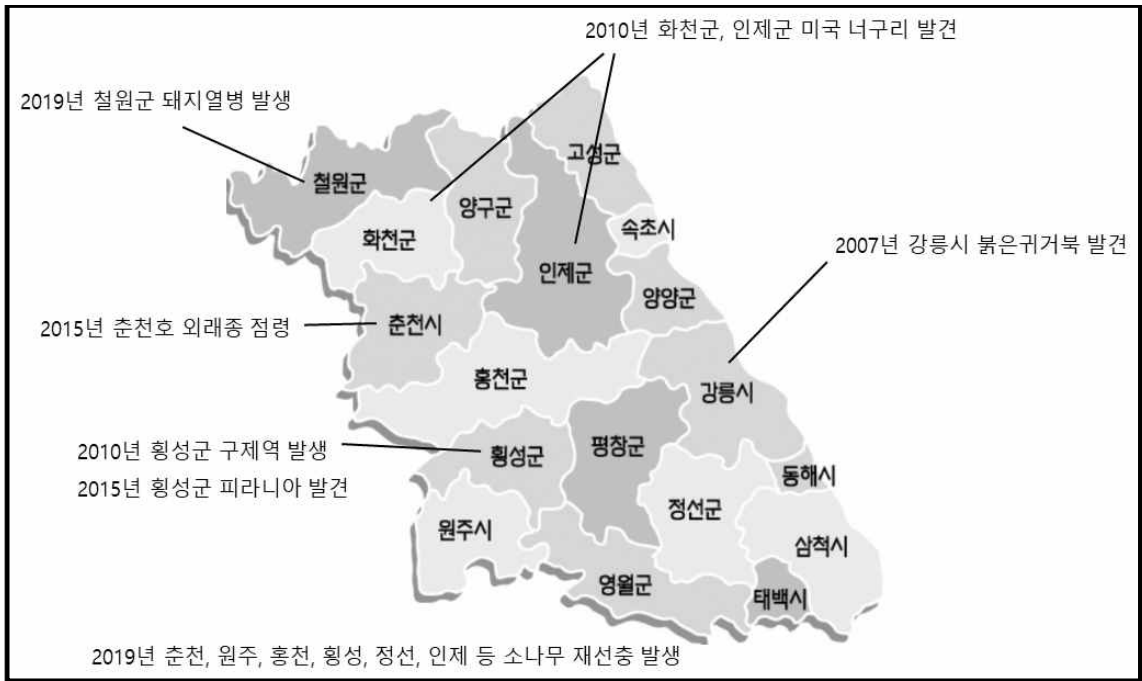 2010년 화천군, 인제군 미국 너구리 발견
2019년 철원군 돼지열병 발생
고성군
철원군
양구군
속초시
화천군
2007년 강릉시 붉은귀거북 발견
인제군
양양군
2015년 춘천호 외래종 점령
춘천시
홍천군
강릉시
2010년 횡성군 구제역 발생
횡성군
평창군
동해시
2015년 횡성군 피라니아 발견
정선군
원주시
삼척시
영월군
태백시
2019년 춘천, 원주, 홍천, 횡성, 정선, 인제 등 소나무 재선충 발생